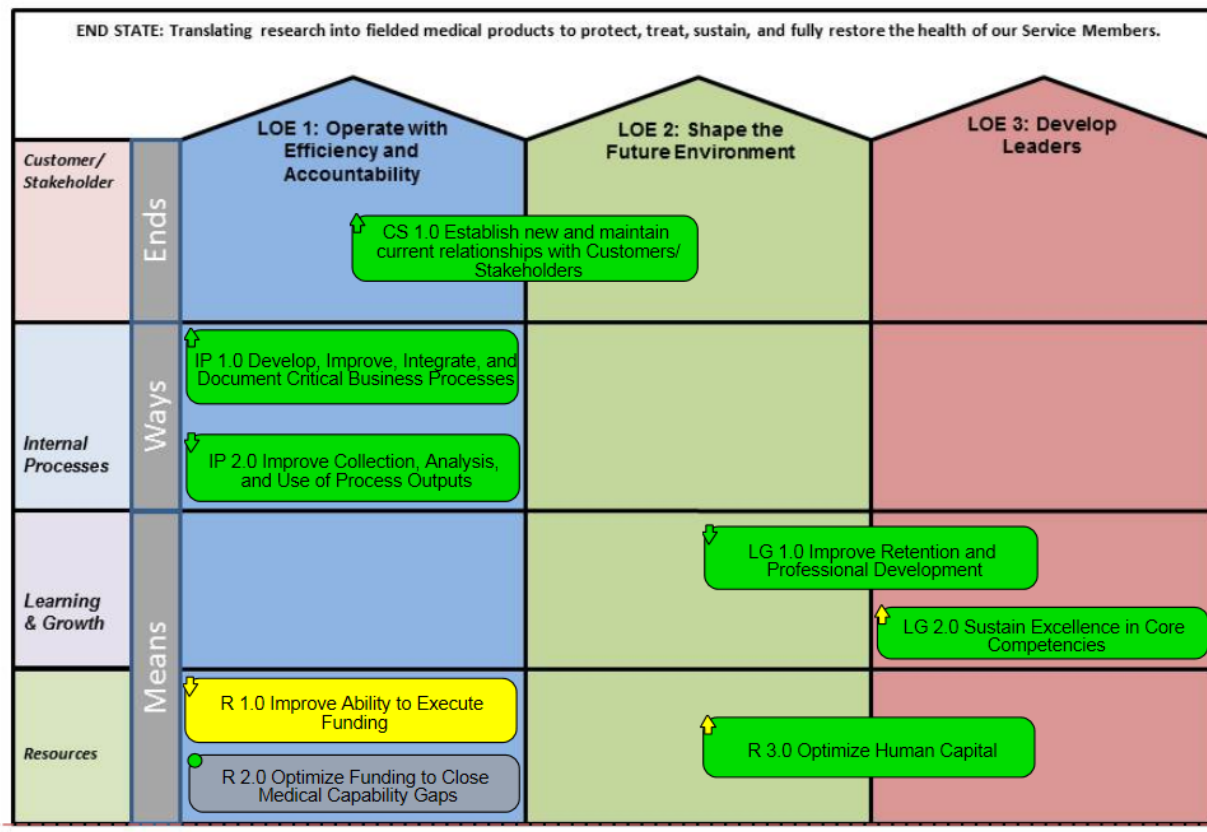 END STATE: Translating research into fielded medical products to protect, treat, sustain, and fully restore the health of our Service Members.
LOE 1: Operate with
Efficiency and
Accountability
LOE 2: Shape the
Future Environment
LOE 3: Develop
Leaders
Customer/
Stakeholder
Ends
CS 1.0 Establish new and maintain
current relationships with Customers/
Stakeholders
Internal
Processes
Ways
IP 1.0 Develop, Improve, Integrate, and
Document Critical Business Processes
IP 2.0 Improve Collection, Analysis,
and Use of Process Outputs
Learning
& Growth
Means
LG 1.0 Improve Retention and
Professional Development
LG 2.0 Sustain Excellence in Core
Competencies
Resources
R 1.0 Improve Ability to Execute
Funding
R 2.0 Optimize Funding to Close
Medical Capability Gaps
R 3.0 Optimize Human Capital